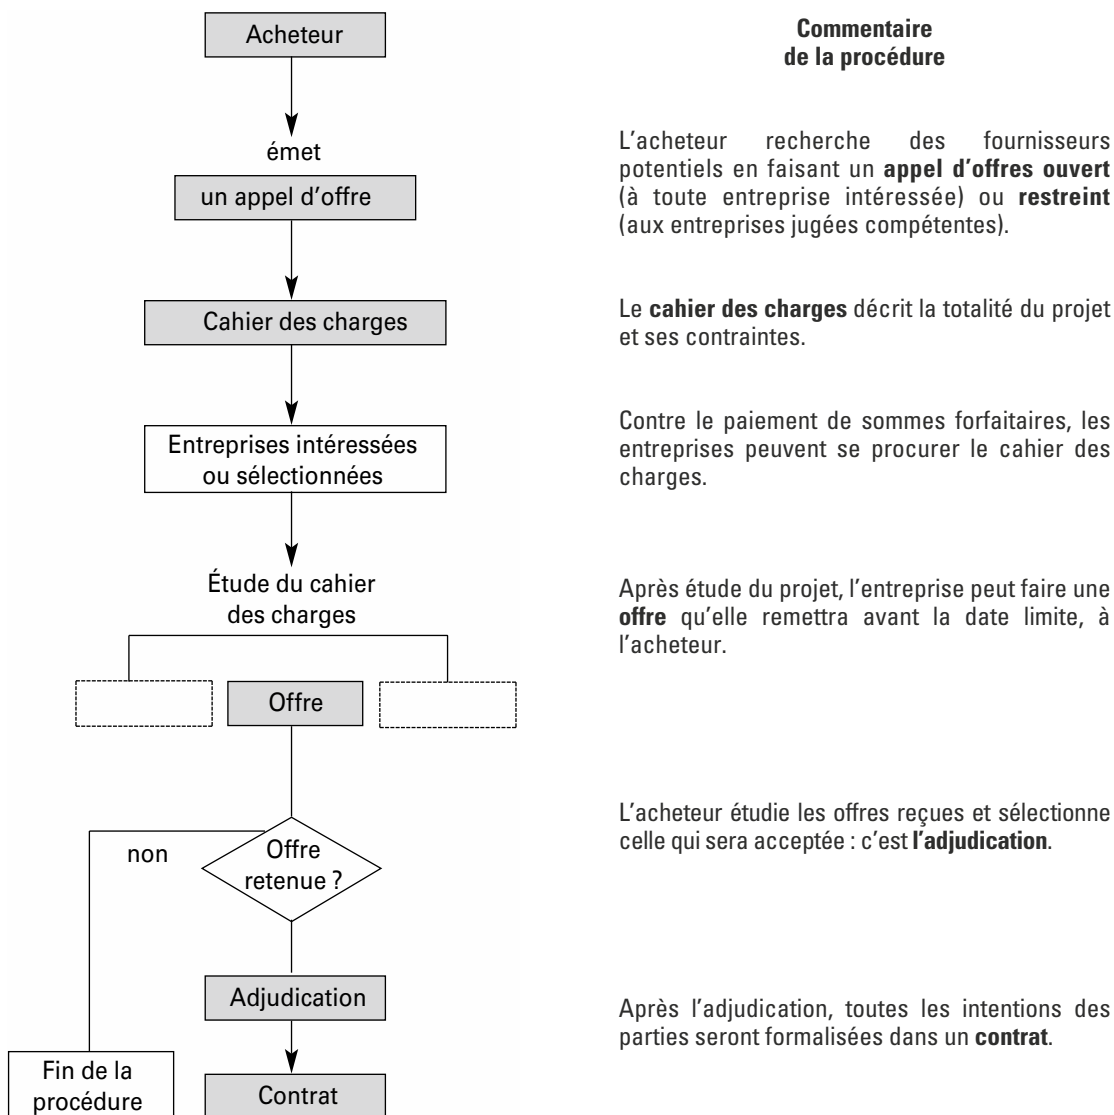 Acheteur
émet
un appel d'offre
Cahier des charges
Entreprises intéressées
ou sélectionnées
Étude du cahier
des charges
Offre
non
Offre
retenue ?
Adjudication
Fin de la
procédure
Contrat
Commentaire
de la procédure
L'acheteur recherche des fournisseurs
potentiels en faisant un appel d'offres ouvert
(à toute entreprise intéressée) ou restreint
(aux entreprises jugées compétentes).
Le cahier des charges décrit la totalité du projet
et ses contraintes.
Contre le paiement de sommes forfaitaires, les
entreprises peuvent se procurer le cahier des
charges.
Après étude du projet, l'entreprise peut faire une
offre qu'elle remettra avant la date limite, à
l'acheteur.
L'acheteur étudie les offres reçues et sélectionne
celle qui sera acceptée : c'est l'adjudication.
Après l'adjudication, toutes les intentions des
parties seront formalisées dans un contrat.